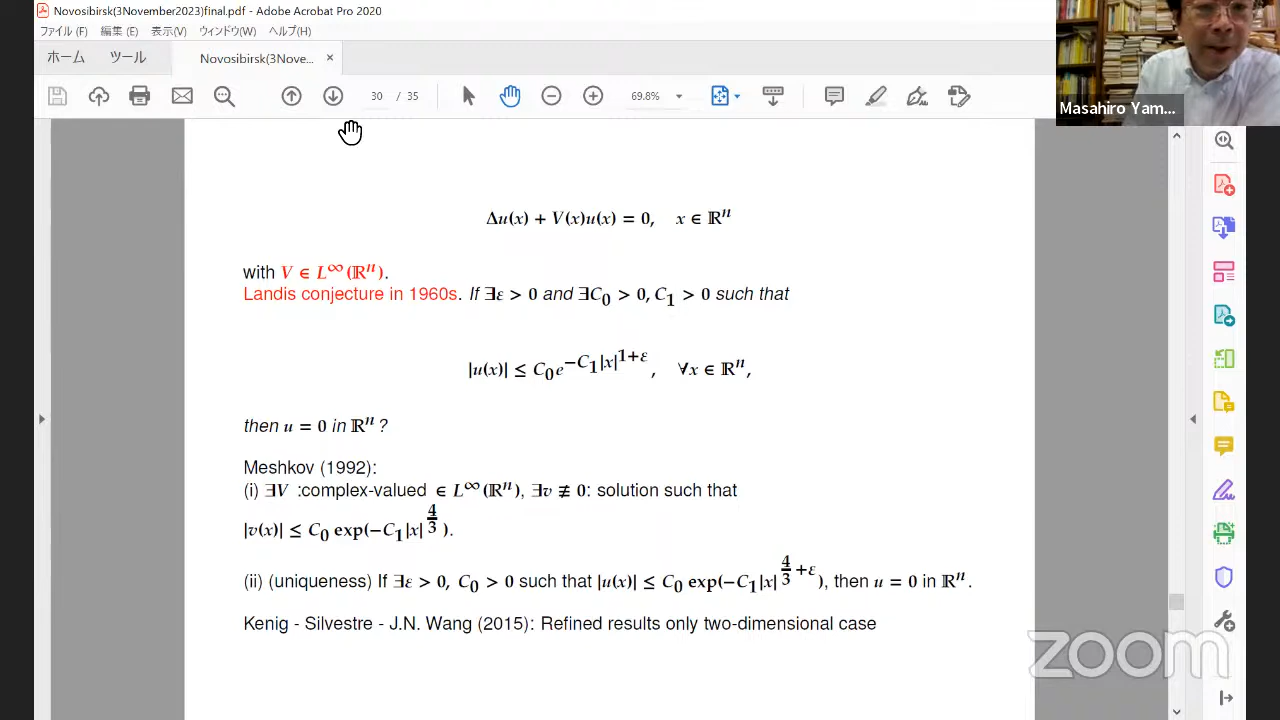 Novosibirsk(3November2023)final.pdf - Adobe Acrobat Pro 2020
ファイル (F) 編集 (E) 表示(V) ウィンドウ(W) ヘルプ(H)
ホーム ツール Novosibirsk(3Nove... ×
30 / 35 69.8%
Masahiro Yam...
Δu(x) + V(x)u(x) = 0, x ∈ ℝⁿ
with V ∈ L^∞(ℝⁿ).
Landis conjecture in 1960s. If ∃ε > 0 and ∃C₀ > 0, C₁ > 0 such that
|u(x)| ≤ C₀e^{−C₁|x|^{1+ε}}, ∀x ∈ ℝⁿ,
then u = 0 in ℝⁿ?
Meshkov (1992):
(i) ∃V :complex-valued ∈ L^∞(ℝⁿ), ∃v ≢ 0: solution such that
|v(x)| ≤ C₀ exp(−C₁|x|^{4/3}).
(ii) (uniqueness) If ∃ε > 0, C₀ > 0 such that |u(x)| ≤ C₀ exp(−C₁|x|^{4/3+ε}), then u = 0 in ℝⁿ.
Kenig - Silvestre - J.N. Wang (2015): Refined results only two-dimensional case
zoom